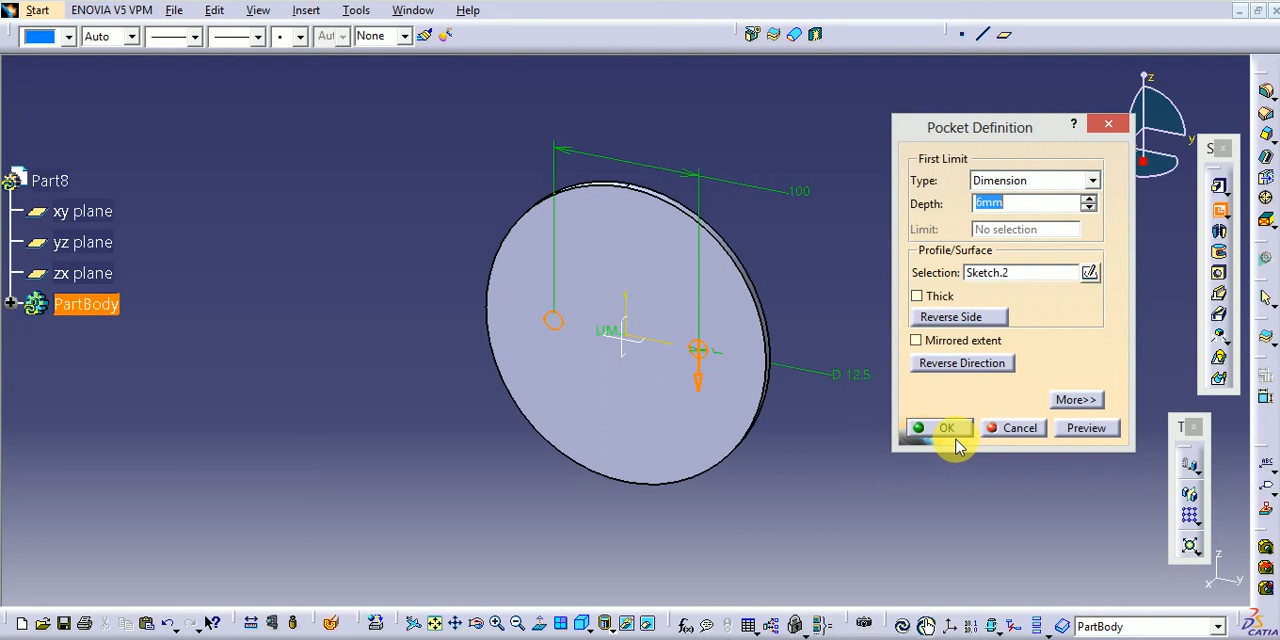 Start ENOVIA V5 VPM File Edit View Insert Tools Window Help
Auto Aut None
Part8
xy plane
yz plane
zx plane
PartBody
100
D 12.5
z
y
Pocket Definition ? ×
First Limit
Type: Dimension
Depth: 6mm
Limit: No selection
Profile/Surface
Selection: Sketch.2
Thick
Reverse Side
Mirrored extent
Reverse Direction
More>>
OK Cancel Preview
S x
T x
z
x y
PartBody
CATIA